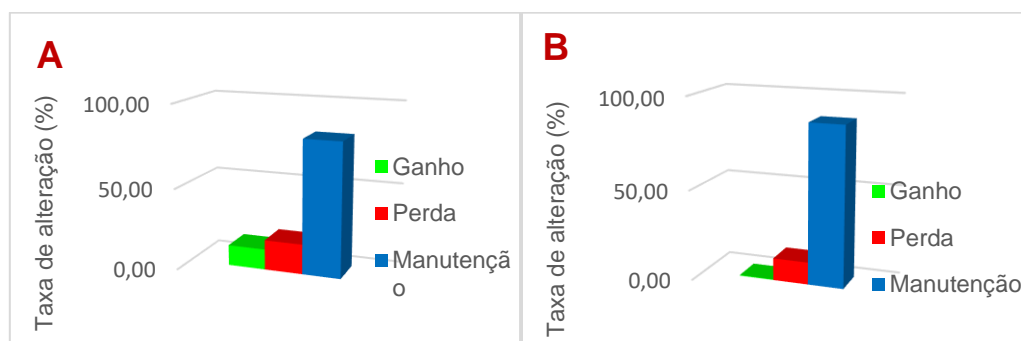 A
Taxa de alteração (%)
100,00
50,00
0,00
Ganho
Perda
Manutençã
o
B
Taxa de alteração (%)
100,00
50,00
0,00
Ganho
Perda
Manutenção